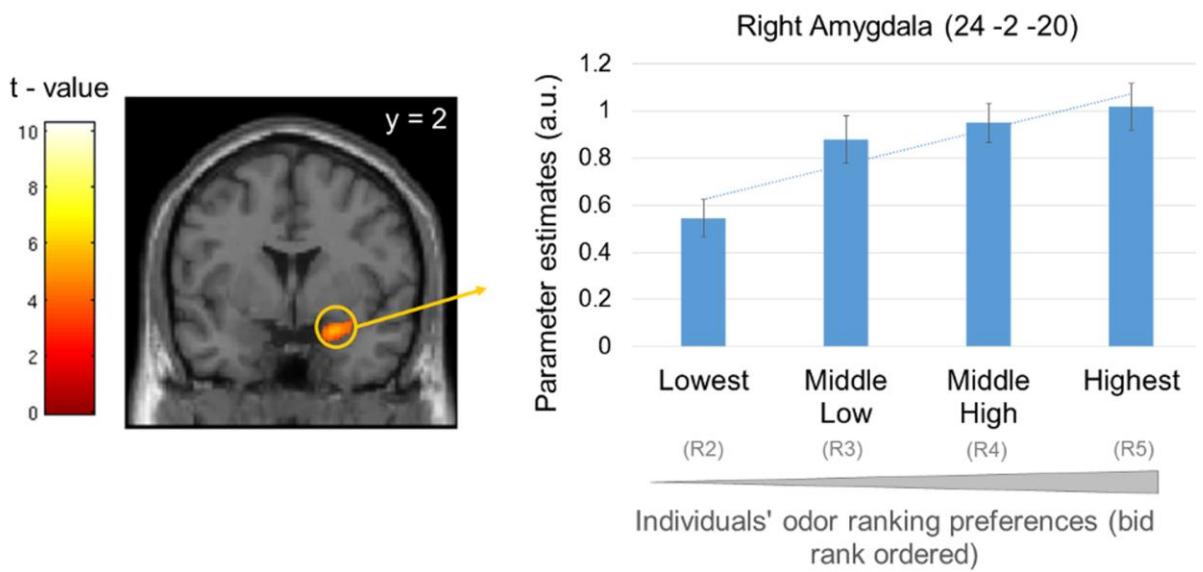 t - value
10
8
6
4
2
0
y = 2
Right Amygdala (24 -2 -20)
Parameter estimates (a.u.)
1.2
1
0.8
0.6
0.4
0.2
0
Lowest
Middle
Low
Middle
High
Highest
(R2)
(R3)
(R4)
(R5)
Individuals' odor ranking preferences (bid
rank ordered)